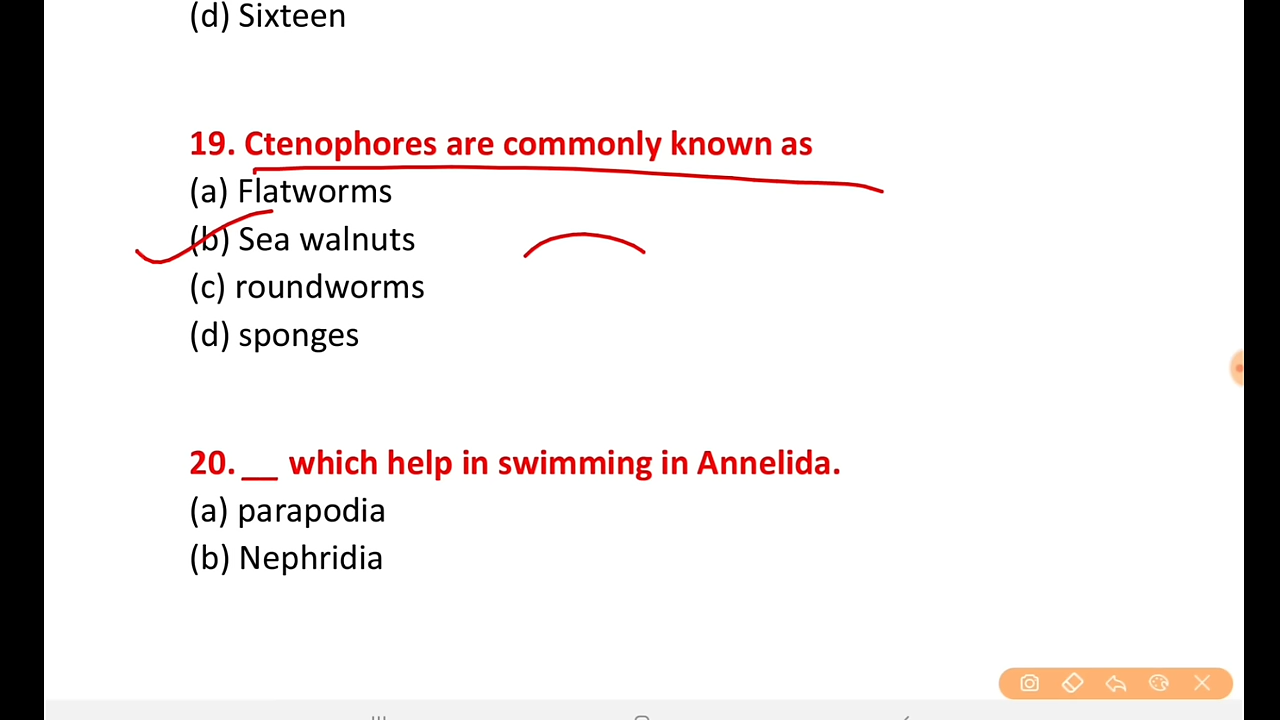 (d) Sixteen
19. Ctenophores are commonly known as
(a) Flatworms
(b) Sea walnuts
(c) roundworms
(d) sponges
20. __ which help in swimming in Annelida.
(a) parapodia
(b) Nephridia